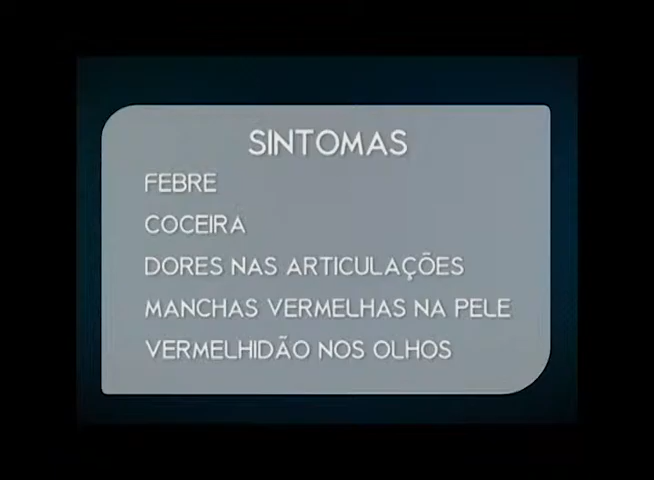 SINTOMAS
FEBRE
COCEIRA
DORES NAS ARTICULAÇÕES
MANCHAS VERMELHAS NA PELE
VERMELHIDÃO NOS OLHOS